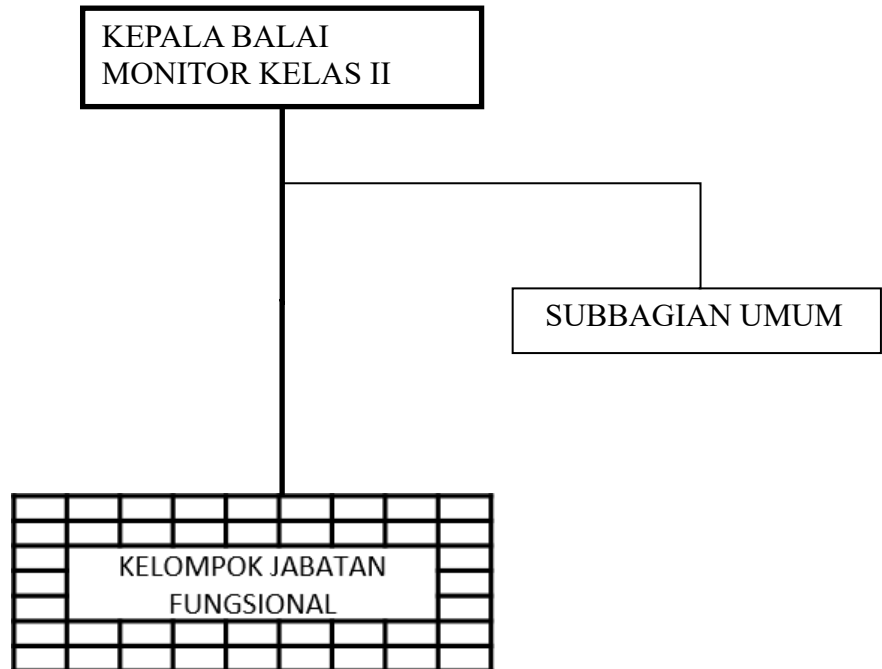 KEPALA BALAI
MONITOR KELAS II
SUBBAGIAN UMUM
KELOMPOK JABATAN
FUNGSIONAL